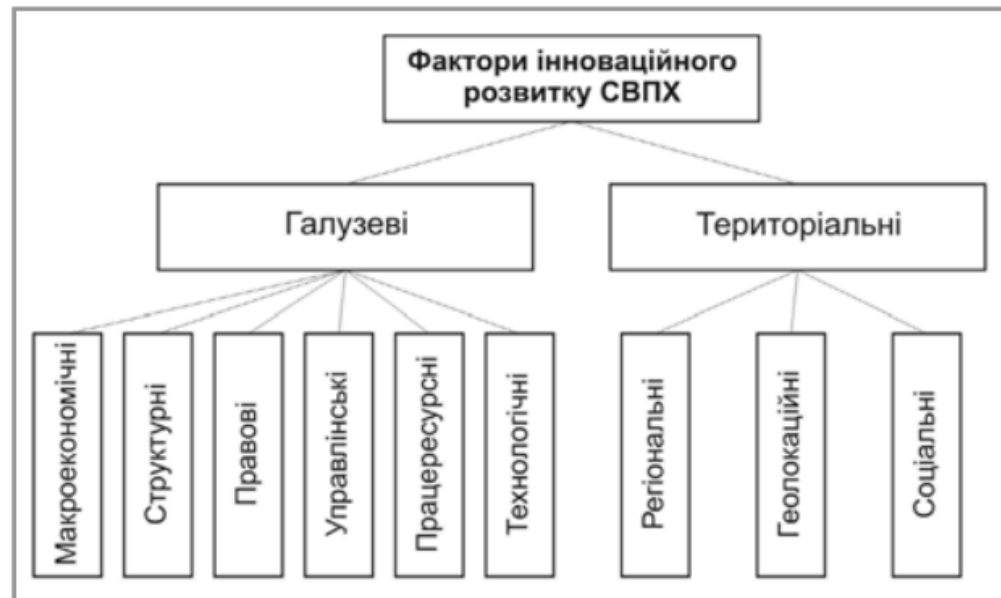 Фактори інноваційного
розвитку СВПХ
Галузеві
Територіальні
Макроекономічні
Структурні
Правові
Управлінські
Працересурсні
Технологічні
Регіональні
Геолокаційні
Соціальні